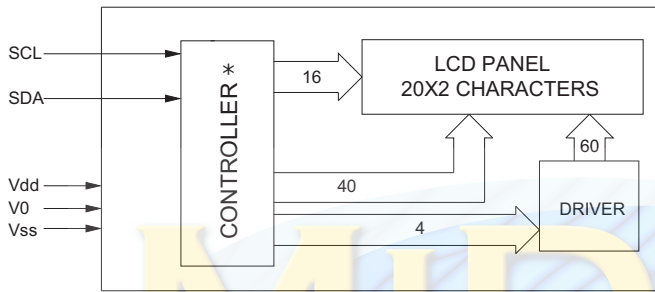 SCL
SDA
Vdd
V0
Vss
CONTROLLER *
16
LCD PANEL
20X2 CHARACTERS
40
60
4
DRIVER